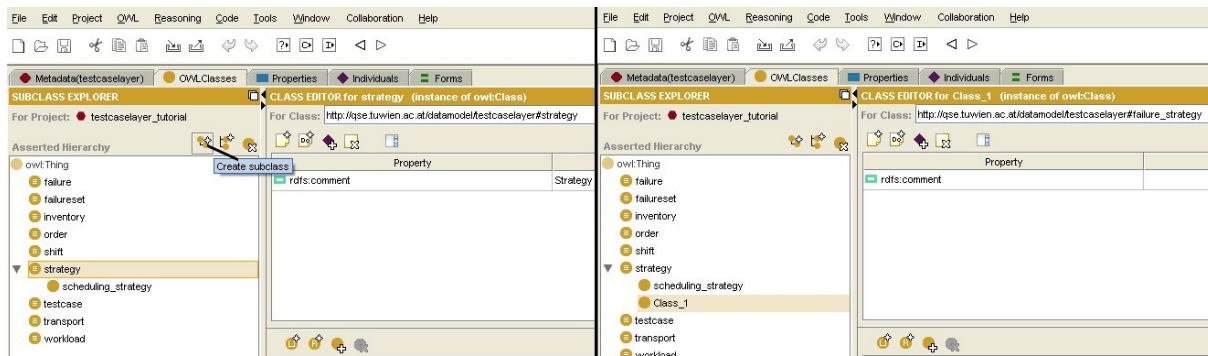 File Edit Project OWL Reasoning Code Tools Window Collaboration Help
Metadata(testcaselayer) OWLClasses Properties Individuals Forms
SUBCLASS EXPLORER
CLASS EDITOR for strategy (instance of owl:Class)
For Project: testcaselayer_tutorial
For Class: http://qse.tuwien.ac.at/datamodel/testcaselayer#strategy
Asserted Hierarchy
Create subclass
Property
owl:Thing
rdfs:comment Strategy
failure
failureset
inventory
order
shift
strategy
scheduling_strategy
testcase
transport
workload
File Edit Project OWL Reasoning Code Tools Window Collaboration Help
Metadata(testcaselayer) OWLClasses Properties Individuals Forms
SUBCLASS EXPLORER
CLASS EDITOR for Class_1 (instance of owl:Class)
For Project: testcaselayer_tutorial
For Class: http://qse.tuwien.ac.at/datamodel/testcaselayer#failure_strategy
Asserted Hierarchy
Property
owl:Thing
rdfs:comment
failure
failureset
inventory
order
shift
strategy
scheduling_strategy
Class_1
testcase
transport
workload